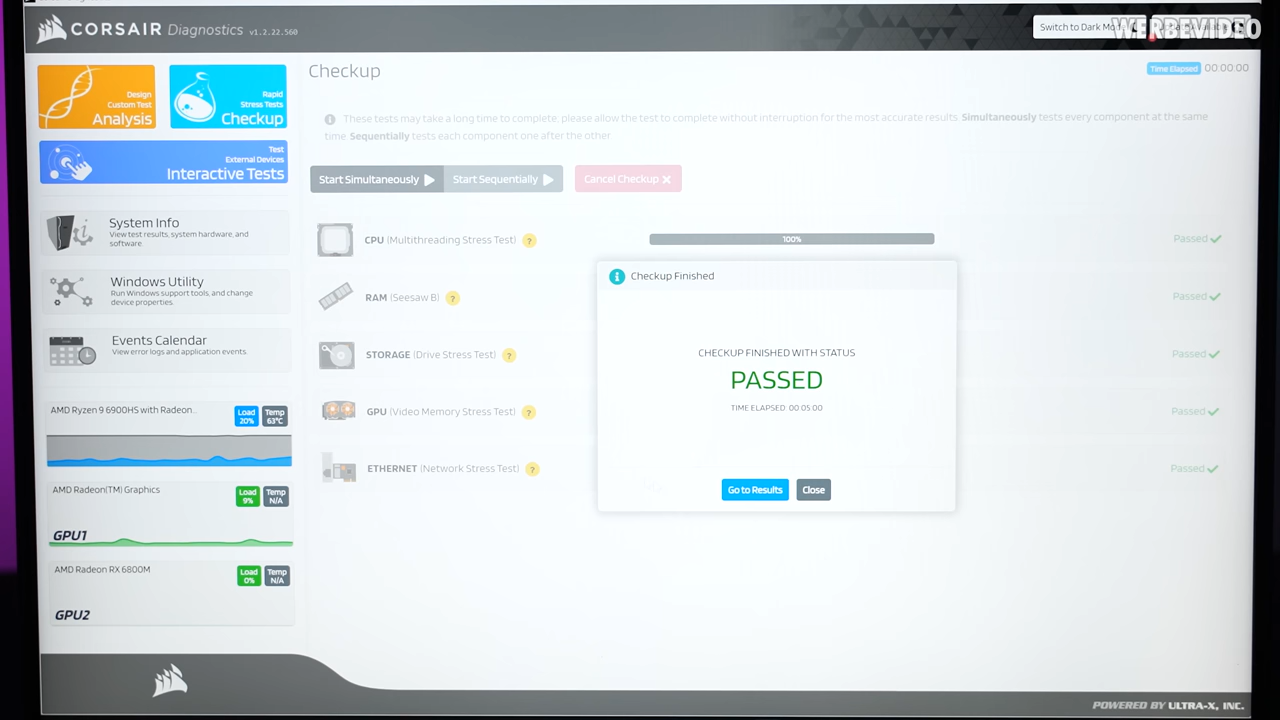 CORSAIR Diagnostics v1.2.22.560
Switch to Dark Mo
WERBEVIDEO
Design
Custom Test
Analysis
Rapid
Stress Tests
Checkup
Test
External Devices
Interactive Tests
System Info
View test results, system hardware, and
software.
Windows Utility
Run Windows support tools, and change
device properties.
Events Calendar
View error logs and application events.
AMD Ryzen 9 6900HS with Radeon...
Load
20%
Temp
63°C
AMD Radeon(TM) Graphics
Load
9%
Temp
N/A
GPU1
AMD Radeon RX 6800M
Load
0%
Temp
N/A
GPU2
Checkup
Time Elapsed 00:00:00
These tests may take a long time to complete, please allow the test to complete without interruption for the most accurate results. Simultaneously tests every component at the same
time. Sequentially tests each component one after the other.
Start Simultaneously
Start Sequentially
Cancel Checkup
CPU (Multithreading Stress Test) ?
100%
Passed
RAM (Seesaw B) ?
Passed
STORAGE (Drive Stress Test) ?
Passed
GPU (Video Memory Stress Test) ?
Passed
ETHERNET (Network Stress Test) ?
Passed
Checkup Finished
CHECKUP FINISHED WITH STATUS
PASSED
TIME ELAPSED: 00:05:00
Go to Results
Close
POWERED BY ULTRA-X, INC.